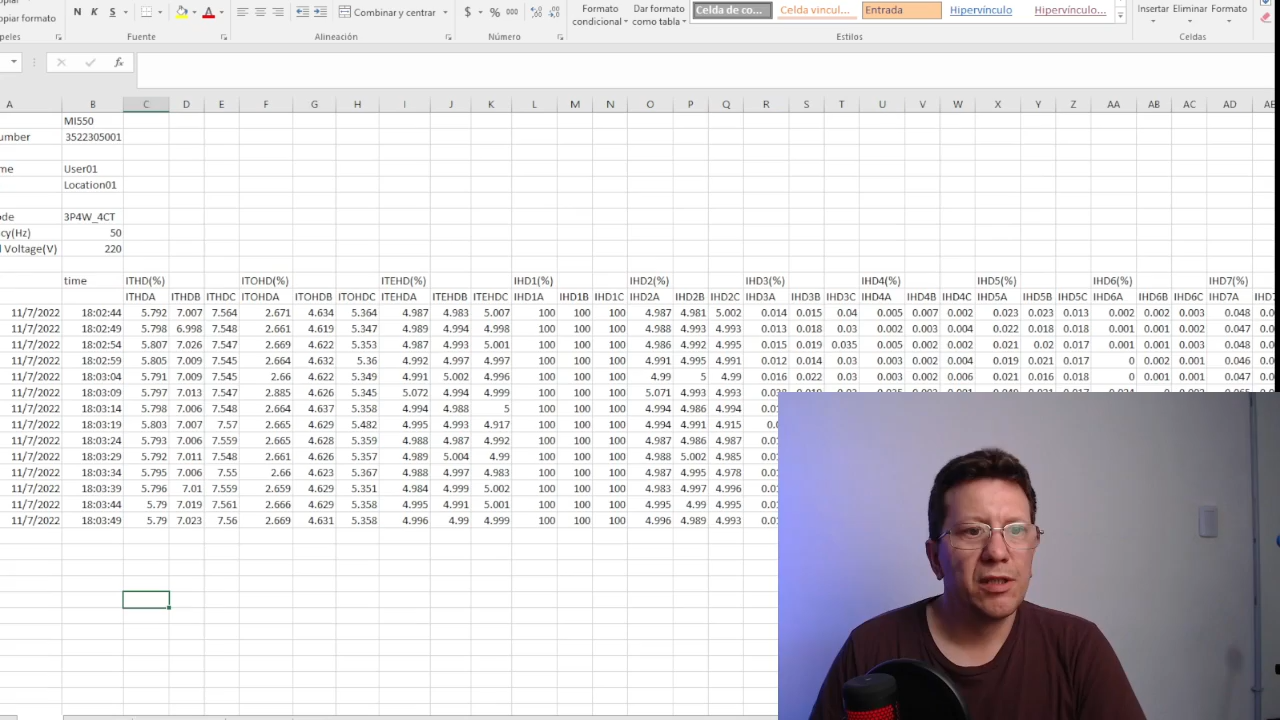 opiar formato
N K S Combinar y centrar $ % 000 Formato Dar formato Celda de co... Celda vincul... Entrada Hipervínculo Hipervínculo... Insertar Eliminar Formato
condicional como tabla
peles Fuente Alineación Número Estilos Celdas
fx
A B C D E F G H I J K L M N O P Q R S T U V W X Y Z AA AB AC AD AE
MI550
umber 3522305001
me User01
Location01
ode 3P4W_4CT
cy(Hz) 50
l Voltage(V) 220
time ITHD(%) ITOHD(%) ITEHD(%) IHD1(%) IHD2(%) IHD3(%) IHD4(%) IHD5(%) IHD6(%) IHD7(%)
ITHDA ITHDB ITHDC ITOHDA ITOHDB ITOHDC ITEHDA ITEHDB ITEHDC IHD1A IHD1B IHD1C IHD2A IHD2B IHD2C IHD3A IHD3B IHD3C IHD4A IHD4B IHD4C IHD5A IHD5B IHD5C IHD6A IHD6B IHD6C IHD7A IHD7
11/7/2022 18:02:44 5.792 7.007 7.564 2.671 4.634 5.364 4.987 4.983 5.007 100 100 100 4.987 4.981 5.002 0.014 0.015 0.04 0.005 0.007 0.002 0.023 0.023 0.013 0.002 0.002 0.003 0.048 0.0
11/7/2022 18:02:49 5.798 6.998 7.548 2.661 4.619 5.347 4.989 4.994 4.998 100 100 100 4.988 4.993 4.993 0.013 0.018 0.03 0.003 0.002 0.004 0.022 0.018 0.018 0.001 0.001 0.002 0.047 0.0
11/7/2022 18:02:54 5.807 7.026 7.547 2.669 4.622 5.353 4.987 4.993 5.001 100 100 100 4.986 4.992 4.995 0.015 0.019 0.035 0.005 0.002 0.002 0.021 0.02 0.017 0.001 0.001 0.003 0.048 0.0
11/7/2022 18:02:59 5.805 7.009 7.545 2.664 4.632 5.36 4.992 4.997 4.997 100 100 100 4.991 4.995 4.991 0.012 0.014 0.03 0.003 0.002 0.004 0.019 0.021 0.017 0 0.002 0.001 0.046 0.0
11/7/2022 18:03:04 5.791 7.009 7.545 2.66 4.622 5.349 4.991 5.002 4.996 100 100 100 4.99 5 4.99 0.016 0.022 0.03 0.003 0.002 0.006 0.021 0.016 0.018 0 0.001 0.001 0.047 0.0
11/7/2022 18:03:09 5.797 7.013 7.547 2.885 4.626 5.345 5.072 4.994 4.999 100 100 100 5.071 4.993 4.993
11/7/2022 18:03:14 5.798 7.006 7.548 2.664 4.637 5.358 4.994 4.988 5 100 100 100 4.994 4.986 4.994 0.0
11/7/2022 18:03:19 5.803 7.007 7.57 2.665 4.629 5.482 4.995 4.993 4.917 100 100 100 4.994 4.991 4.915 0.
11/7/2022 18:03:24 5.793 7.006 7.559 2.665 4.628 5.359 4.988 4.987 4.992 100 100 100 4.987 4.986 4.987 0.0
11/7/2022 18:03:29 5.792 7.011 7.548 2.661 4.626 5.357 4.989 5.004 4.99 100 100 100 4.988 5.002 4.985 0.0
11/7/2022 18:03:34 5.795 7.006 7.55 2.66 4.623 5.367 4.988 4.997 4.983 100 100 100 4.987 4.995 4.978 0.0
11/7/2022 18:03:39 5.796 7.01 7.559 2.659 4.629 5.351 4.984 4.999 5.002 100 100 100 4.983 4.997 4.996 0.0
11/7/2022 18:03:44 5.79 7.019 7.561 2.666 4.629 5.358 4.995 4.991 5.001 100 100 100 4.995 4.99 4.995 0.0
11/7/2022 18:03:49 5.79 7.023 7.56 2.669 4.631 5.358 4.996 4.99 4.999 100 100 100 4.996 4.989 4.993 0.0